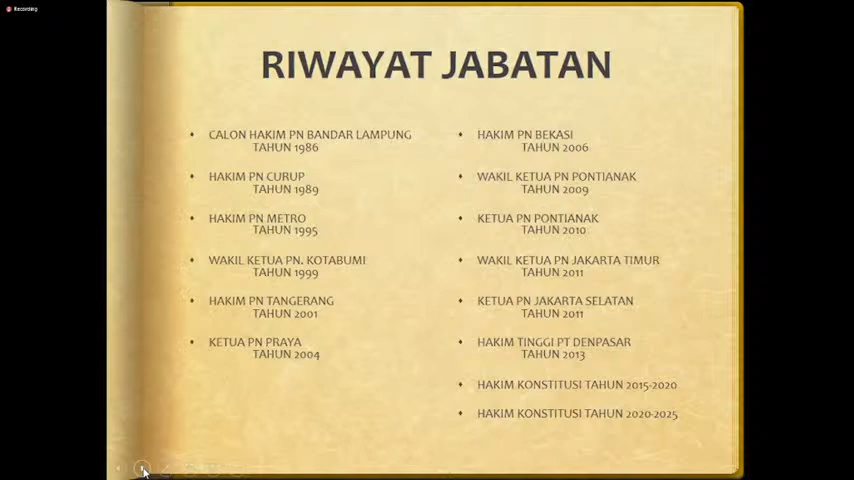 Recording
RIWAYAT JABATAN
CALON HAKIM PN BANDAR LAMPUNG
TAHUN 1986
HAKIM PN CURUP
TAHUN 1989
HAKIM PN METRO
TAHUN 1995
WAKIL KETUA PN. KOTABUMI
TAHUN 1999
HAKIM PN TANGERANG
TAHUN 2001
KETUA PN PRAYA
TAHUN 2004
HAKIM PN BEKASI
TAHUN 2006
WAKIL KETUA PN PONTIANAK
TAHUN 2009
KETUA PN PONTIANAK
TAHUN 2010
WAKIL KETUA PN JAKARTA TIMUR
TAHUN 2011
KETUA PN JAKARTA SELATAN
TAHUN 2011
HAKIM TINGGI PT DENPASAR
TAHUN 2013
HAKIM KONSTITUSI TAHUN 2015-2020
HAKIM KONSTITUSI TAHUN 2020-2025